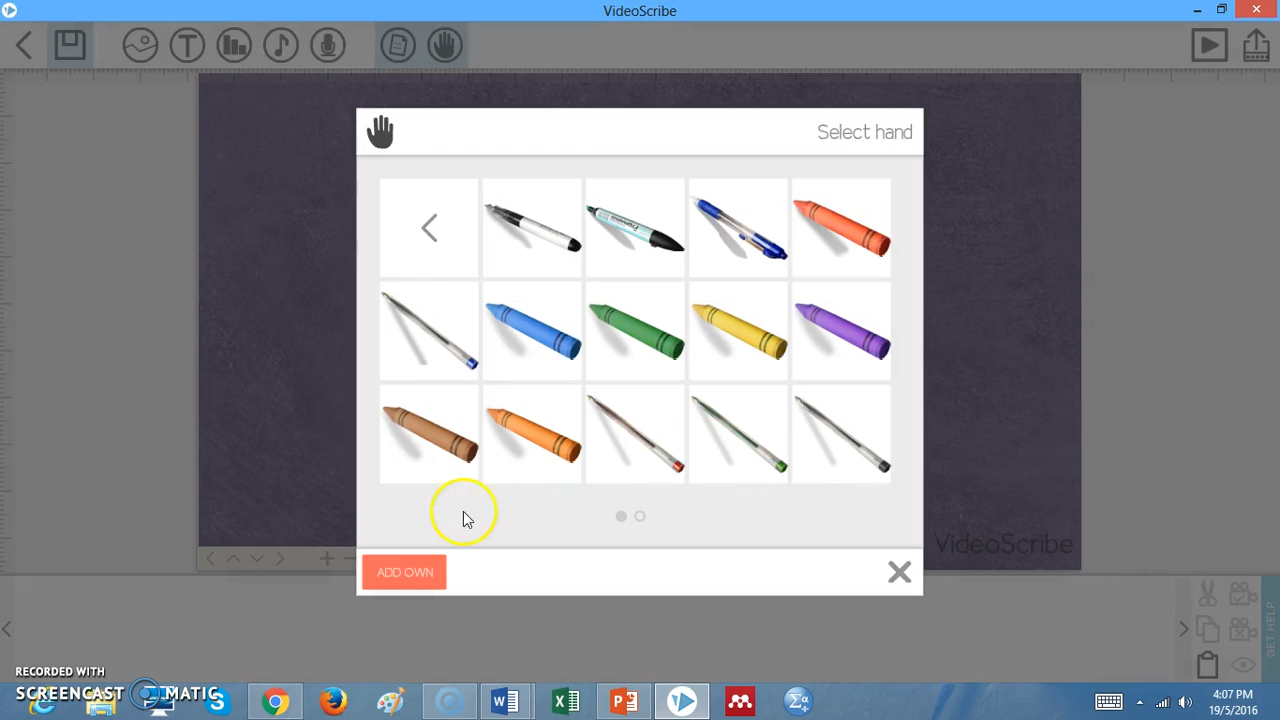 VideoScribe
Select hand
ADD OWN
VideoScribe
GET HELP
RECORDED WITH
SCREENCAST MATIC
4:07 PM
19/5/2016